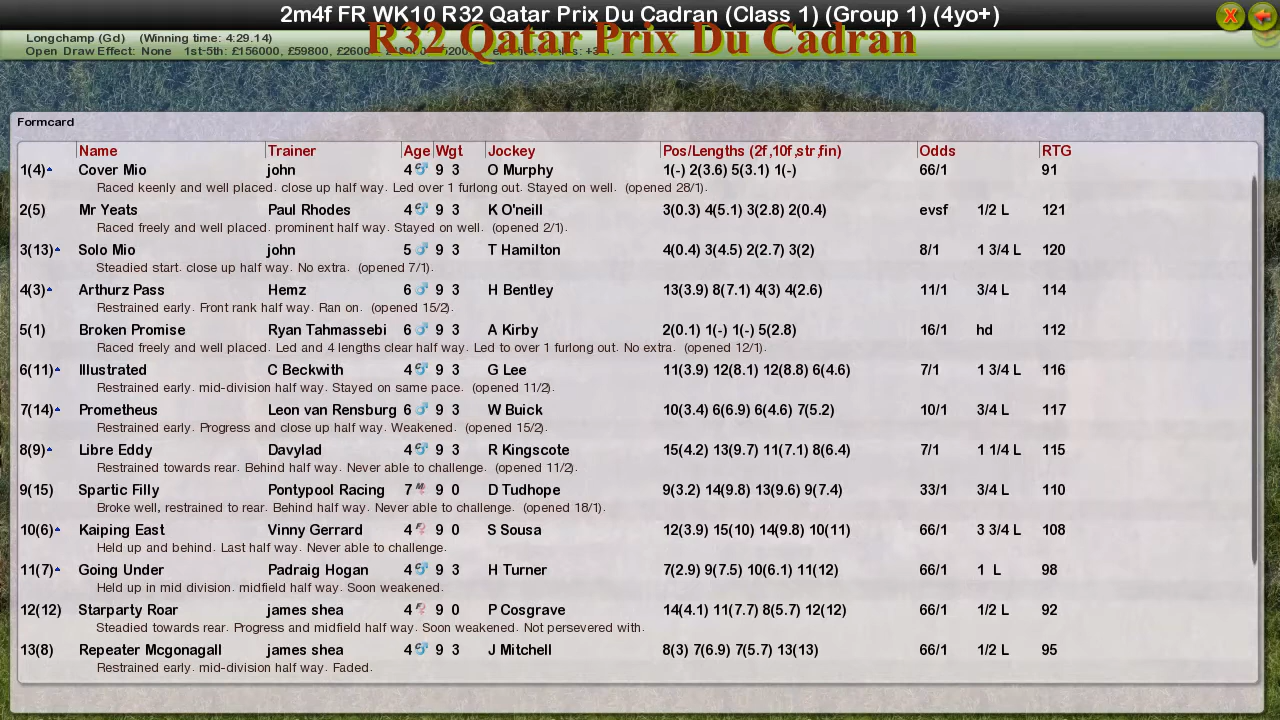 2m4f FR WK10 R32 Qatar Prix Du Cadran (Class 1) (Group 1) (4yo+)
R32 Qatar Prix Du Cadran
Longchamp (Gd) (Winning time: 4:29.14)
Open Draw Effect: None 1st-5th: £156000, £59800,
Formcard
Name Trainer Age Wgt Jockey Pos/Lengths (2f,10f,str,fin) Odds RTG
1(4) Cover Mio john 4 9 3 O Murphy 1(-) 2(3.6) 5(3.1) 1(-) 66/1 91
Raced keenly and well placed. close up half way. Led over 1 furlong out. Stayed on well. (opened 28/1).
2(5) Mr Yeats Paul Rhodes 4 9 3 K O'neill 3(0.3) 4(5.1) 3(2.8) 2(0.4) evsf 1/2 L 121
Raced freely and well placed. prominent half way. Stayed on well. (opened 2/1).
3(13) Solo Mio john 5 9 3 T Hamilton 4(0.4) 3(4.5) 2(2.7) 3(2) 8/1 1 3/4 L 120
Steadied start. close up half way. No extra. (opened 7/1).
4(3) Arthurz Pass Hemz 6 9 3 H Bentley 13(3.9) 8(7.1) 4(3) 4(2.6) 11/1 3/4 L 114
Restrained early. Front rank half way. Ran on. (opened 15/2).
5(1) Broken Promise Ryan Tahmassebi 6 9 3 A Kirby 2(0.1) 1(-) 1(-) 5(2.8) 16/1 hd 112
Raced freely and well placed. Led and 4 lengths clear half way. Led to over 1 furlong out. No extra. (opened 12/1).
6(11) Illustrated C Beckwith 4 9 3 G Lee 11(3.9) 12(8.1) 12(8.8) 6(4.6) 7/1 1 3/4 L 116
Restrained early. mid-division half way. Stayed on same pace. (opened 11/2).
7(14) Prometheus Leon van Rensburg 6 9 3 W Buick 10(3.4) 6(6.9) 6(4.6) 7(5.2) 10/1 3/4 L 117
Restrained early. Progress and close up half way. Weakened. (opened 15/2).
8(9) Libre Eddy Davylad 4 9 3 R Kingscote 15(4.2) 13(9.7) 11(7.1) 8(6.4) 7/1 1 1/4 L 115
Restrained towards rear. Behind half way. Never able to challenge. (opened 11/2).
9(15) Spartic Filly Pontypool Racing 7 9 0 D Tudhope 9(3.2) 14(9.8) 13(9.6) 9(7.4) 33/1 3/4 L 110
Broke well, restrained to rear. Behind half way. Never able to challenge. (opened 18/1).
10(6) Kaiping East Vinny Gerrard 4 9 0 S Sousa 12(3.9) 15(10) 14(9.8) 10(11) 66/1 3 3/4 L 108
Held up and behind. Last half way. Never able to challenge.
11(7) Going Under Padraig Hogan 4 9 3 H Turner 7(2.9) 9(7.5) 10(6.1) 11(12) 66/1 1 L 98
Held up in mid division. midfield half way. Soon weakened.
12(12) Starparty Roar james shea 4 9 0 P Cosgrave 14(4.1) 11(7.7) 8(5.7) 12(12) 66/1 1/2 L 92
Steadied towards rear. Progress and midfield half way. Soon weakened. Not persevered with.
13(8) Repeater Mcgonagall james shea 4 9 3 J Mitchell 8(3) 7(6.9) 7(5.7) 13(13) 66/1 1/2 L 95
Restrained early. mid-division half way. Faded.